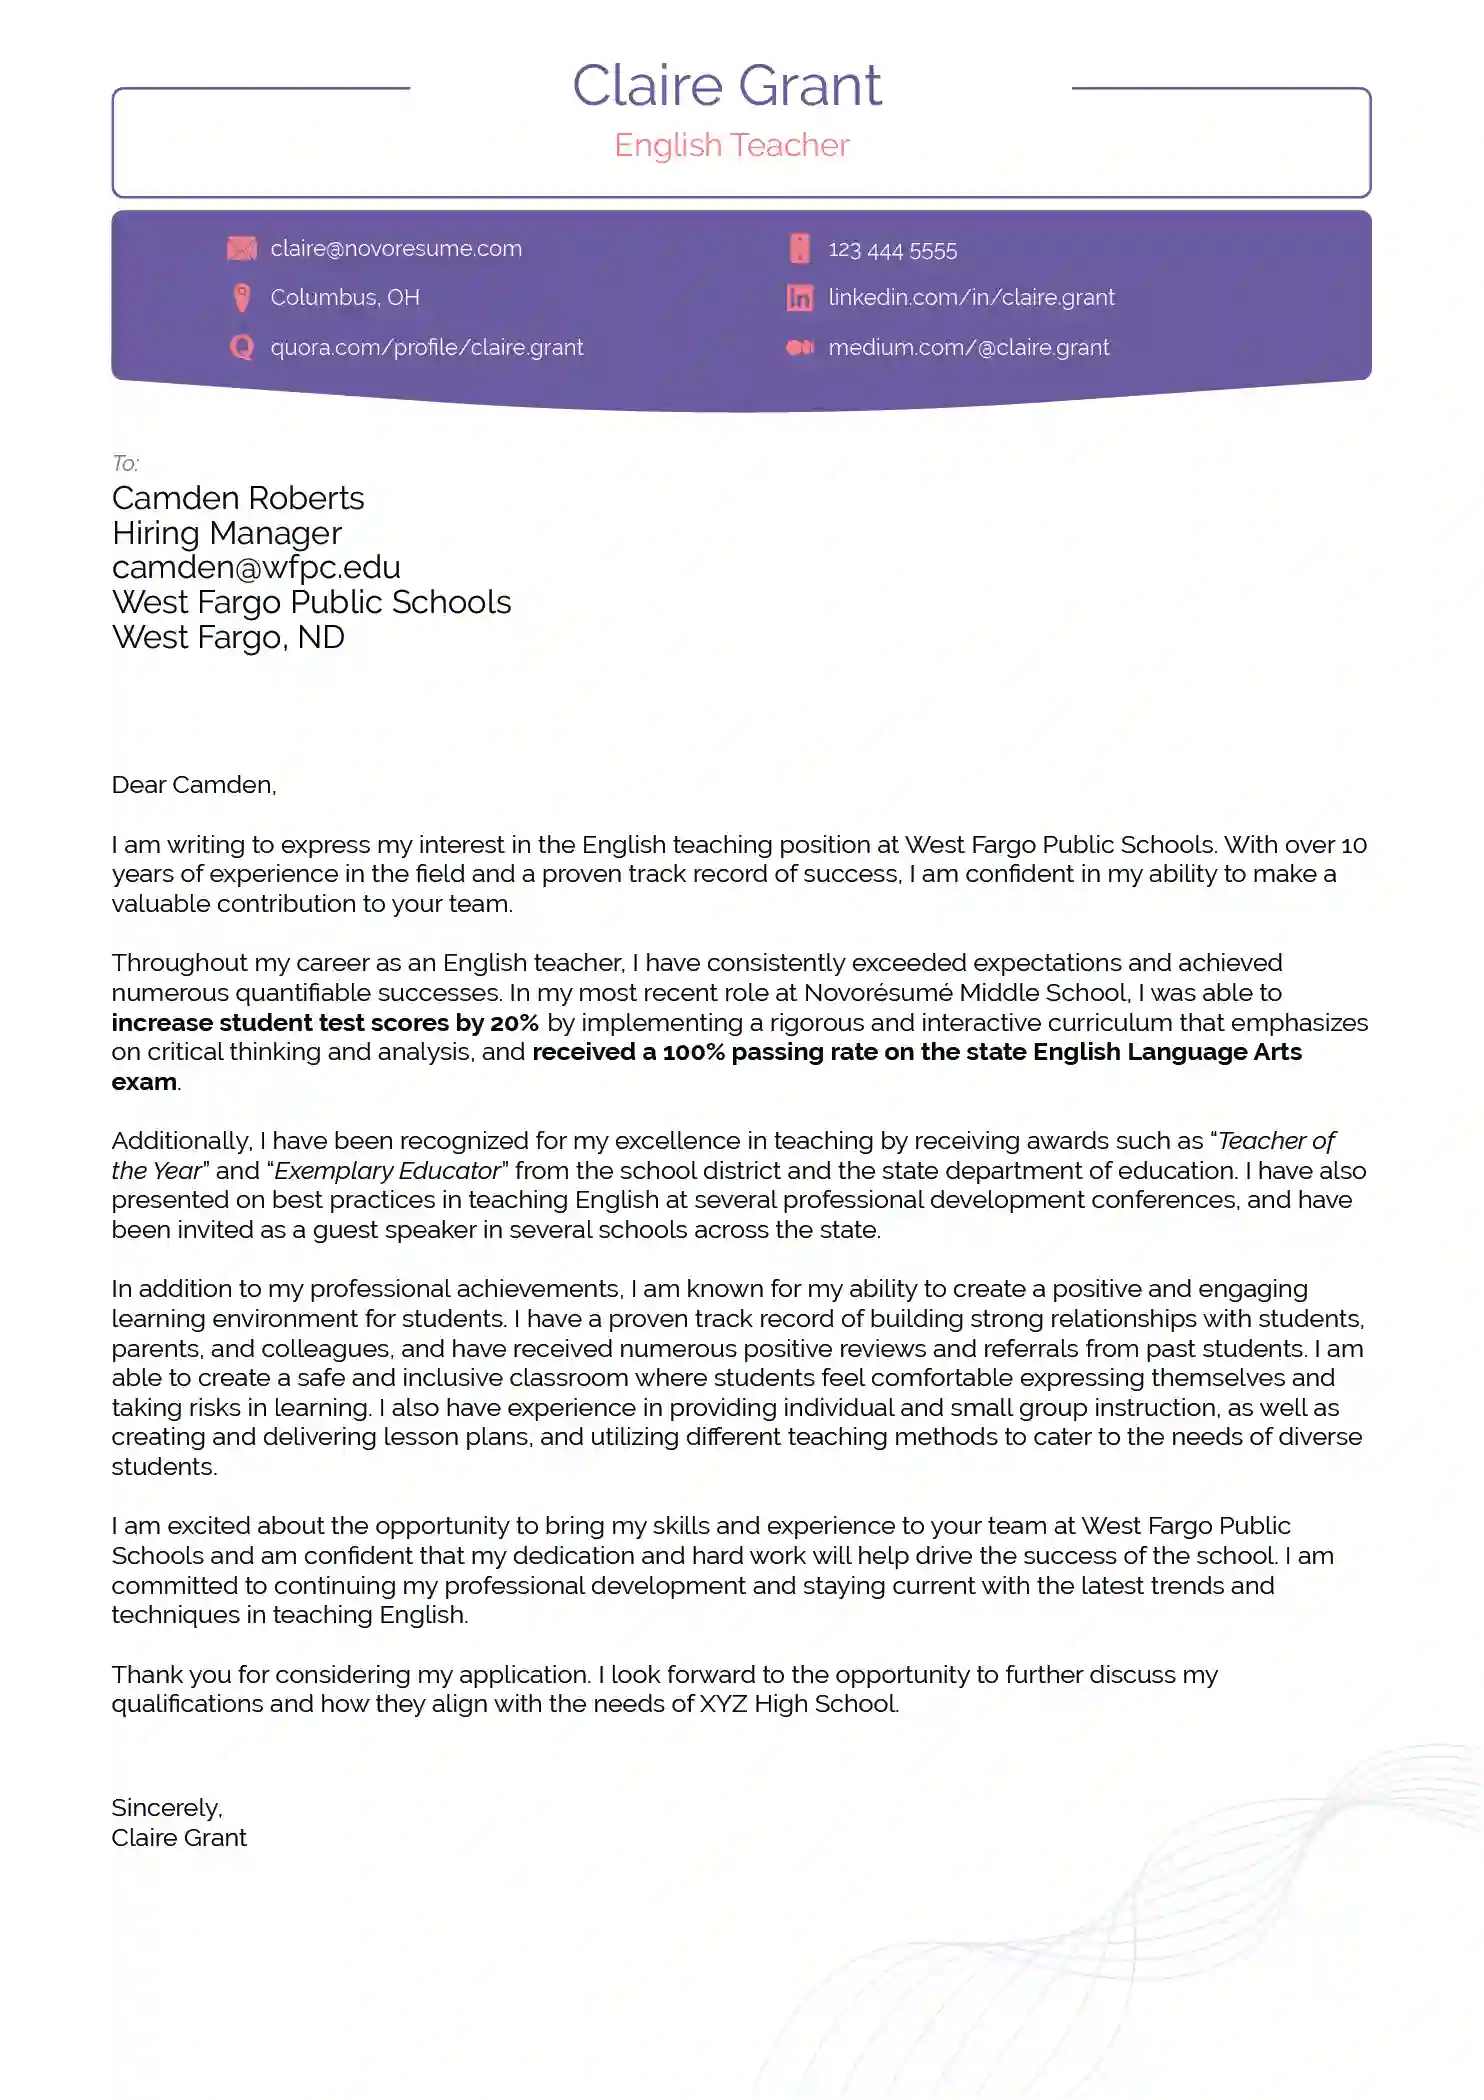 Claire Grant
English Teacher
claire@novoresume.com
123 444 5555
Columbus, OH
linkedin.com/in/claire.grant
quora.com/profile/claire.grant
medium.com/@claire.grant
To:
Camden Roberts
Hiring Manager
camden@wfpc.edu
West Fargo Public Schools
West Fargo, ND
Dear Camden,
I am writing to express my interest in the English teaching position at West Fargo Public Schools. With over 10
years of experience in the field and a proven track record of success, I am confident in my ability to make a
valuable contribution to your team.
Throughout my career as an English teacher, I have consistently exceeded expectations and achieved
numerous quantifiable successes. In my most recent role at Novorésumé Middle School, I was able to
increase student test scores by 20% by implementing a rigorous and interactive curriculum that emphasizes
on critical thinking and analysis, and received a 100% passing rate on the state English Language Arts
exam.
Additionally, I have been recognized for my excellence in teaching by receiving awards such as “Teacher of
the Year” and “Exemplary Educator” from the school district and the state department of education. I have also
presented on best practices in teaching English at several professional development conferences, and have
been invited as a guest speaker in several schools across the state.
In addition to my professional achievements, I am known for my ability to create a positive and engaging
learning environment for students. I have a proven track record of building strong relationships with students,
parents, and colleagues, and have received numerous positive reviews and referrals from past students. I am
able to create a safe and inclusive classroom where students feel comfortable expressing themselves and
taking risks in learning. I also have experience in providing individual and small group instruction, as well as
creating and delivering lesson plans, and utilizing different teaching methods to cater to the needs of diverse
students.
I am excited about the opportunity to bring my skills and experience to your team at West Fargo Public
Schools and am confident that my dedication and hard work will help drive the success of the school. I am
committed to continuing my professional development and staying current with the latest trends and
techniques in teaching English.
Thank you for considering my application. I look forward to the opportunity to further discuss my
qualifications and how they align with the needs of XYZ High School.
Sincerely,
Claire Grant